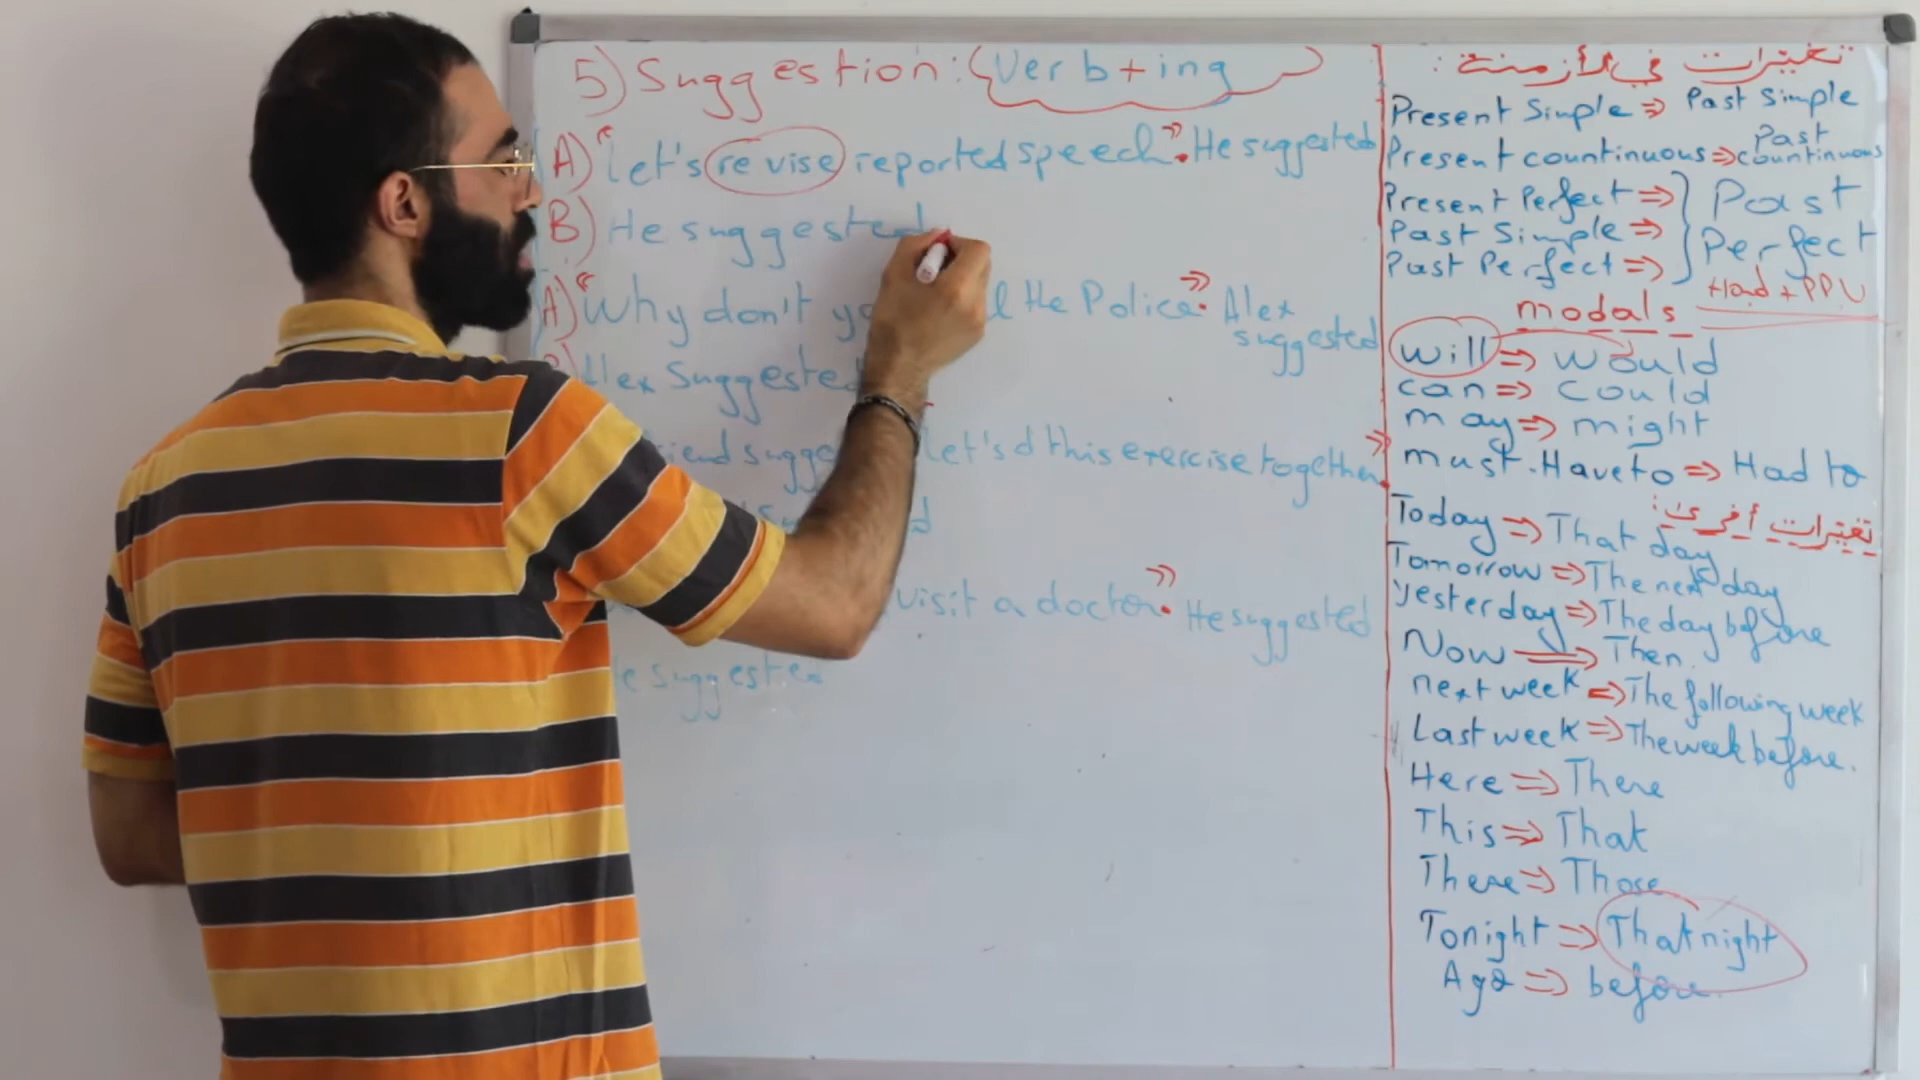 5) Suggestion: Verb+ing
A) "Let's revise reported speech". He suggested
B) He suggested
A) "Why don't the Police". Alex
suggested
Alex Suggested
let's d this exercise together"
visit a doctor". He suggested
He suggested
تغيرات في الأزمنة :
Present Simple => Past Simple
Present countinuous => Past countinuous
Present Perfect =>
Past Simple =>
Past Perfect =>
Past Perfect
Had + PPV
modals
will => would
can => could
may => might
must. Have to => Had to
تغيرات أخرى :
Today => That day
Tomorrow => The next day
yesterday => The day before
Now => Then.
next week => The following week
Last week => The week before.
Here => There
This => That
These => Those
Tonight => That night
Ago => before.